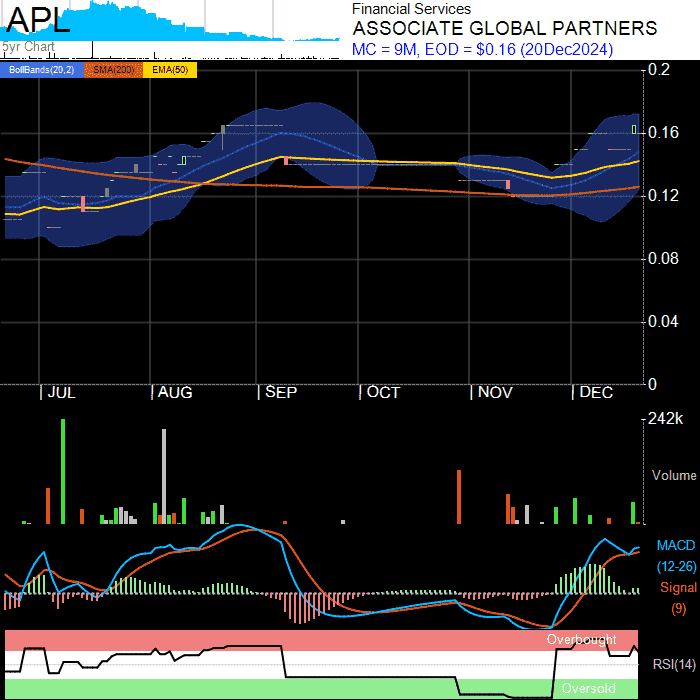 APL
5yr Chart
Financial Services
ASSOCIATE GLOBAL PARTNERS
MC = 9M, EOD = $0.16 (20Dec2024)
BollBands(20,2) SMA(200) EMA(50)
0.2
0.16
0.12
0.08
0.04
0
JUL AUG SEP OCT NOV DEC
242k
Volume
MACD
(12-26)
Signal
(9)
Overbought
RSI(14)
Oversold